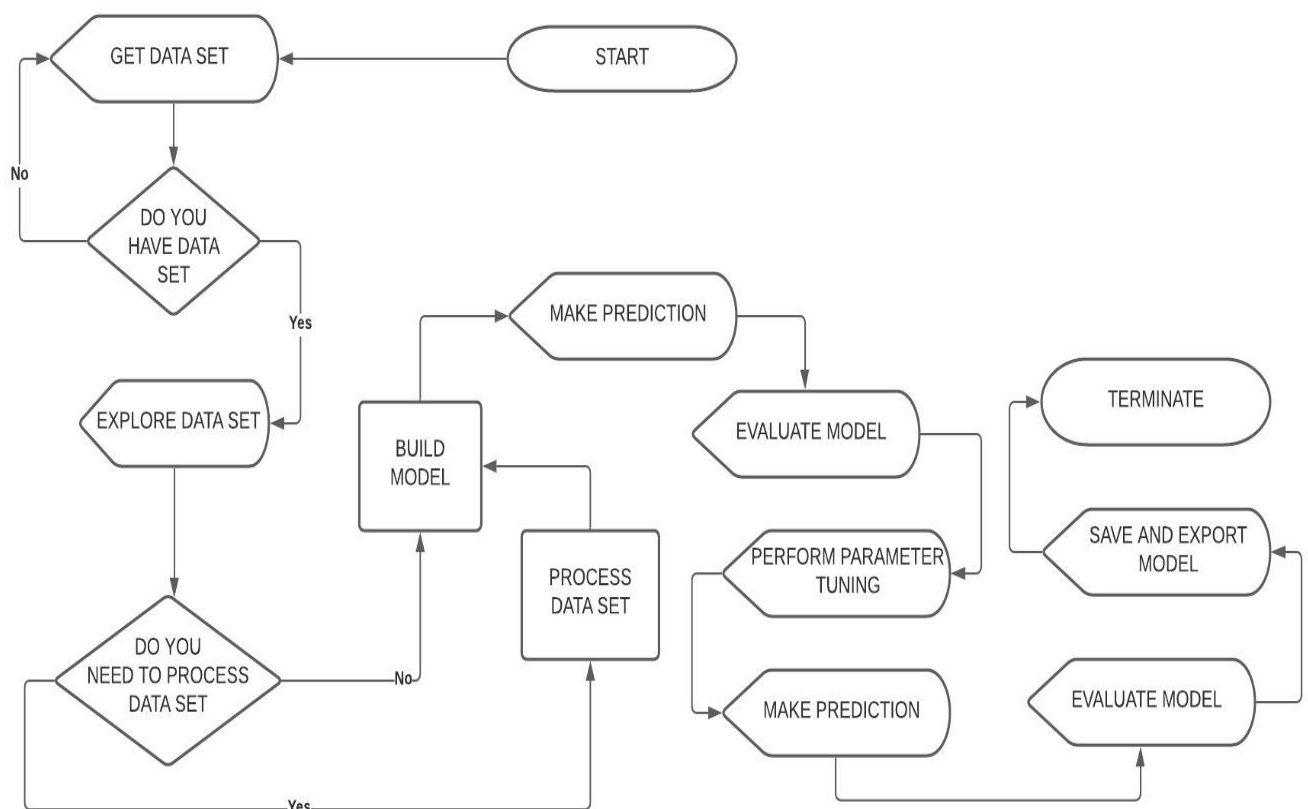 GET DATA SET
START
No
DO YOU
HAVE DATA
SET
Yes
EXPLORE DATA SET
DO YOU
NEED TO PROCESS
DATA SET
No
Yes
PROCESS
DATA SET
BUILD
MODEL
MAKE PREDICTION
EVALUATE MODEL
PERFORM PARAMETER
TUNING
MAKE PREDICTION
EVALUATE MODEL
SAVE AND EXPORT
MODEL
TERMINATE